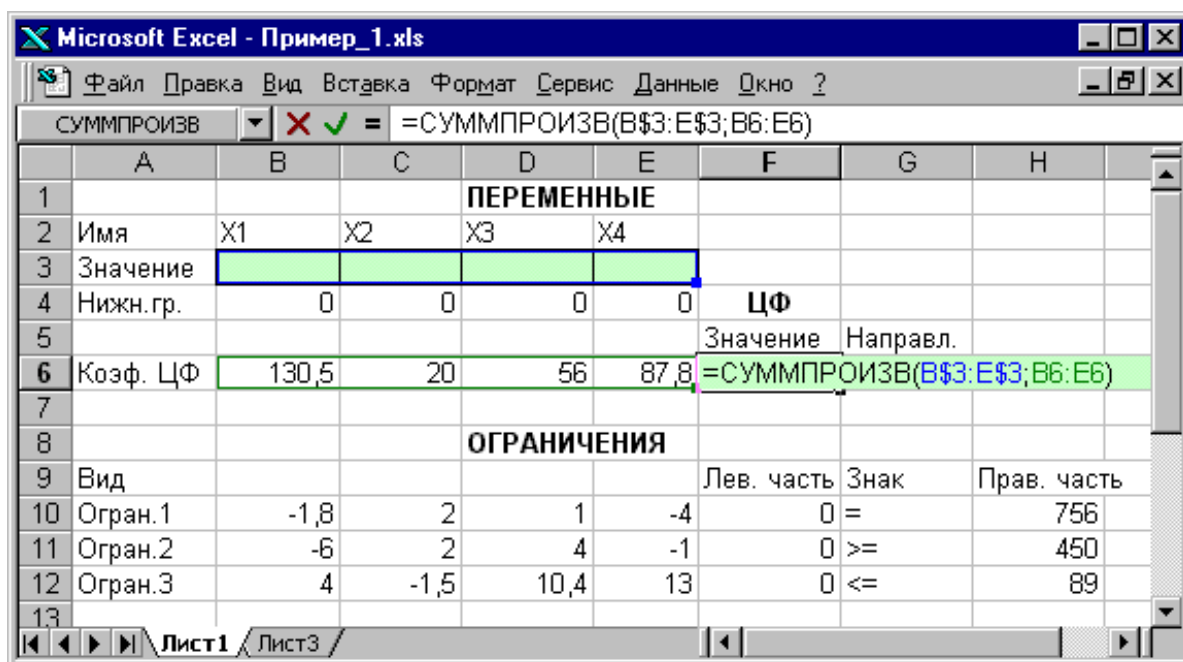 Microsoft Excel - Пример_1.xls
Файл Правка Вид Вставка Формат Сервис Данные Окно ?
СУММПРОИЗВ = =СУММПРОИЗВ(B$3:E$3;B6:E6)
A B C D E F G H
1 ПЕРЕМЕННЫЕ
2 Имя X1 X2 X3 X4
3 Значение
4 Нижн.гр. 0 0 0 0 ЦФ
5 Значение Направл.
6 Коэф. ЦФ 130,5 20 56 87,8 =СУММПРОИЗВ(B$3:E$3;B6:E6)
7
8 ОГРАНИЧЕНИЯ
9 Вид Лев. часть Знак Прав. часть
10 Огран.1 -1,8 2 1 -4 0 = 756
11 Огран.2 -6 2 4 -1 0 >= 450
12 Огран.3 4 -1,5 10,4 13 0 <= 89
13
Лист1 Лист3